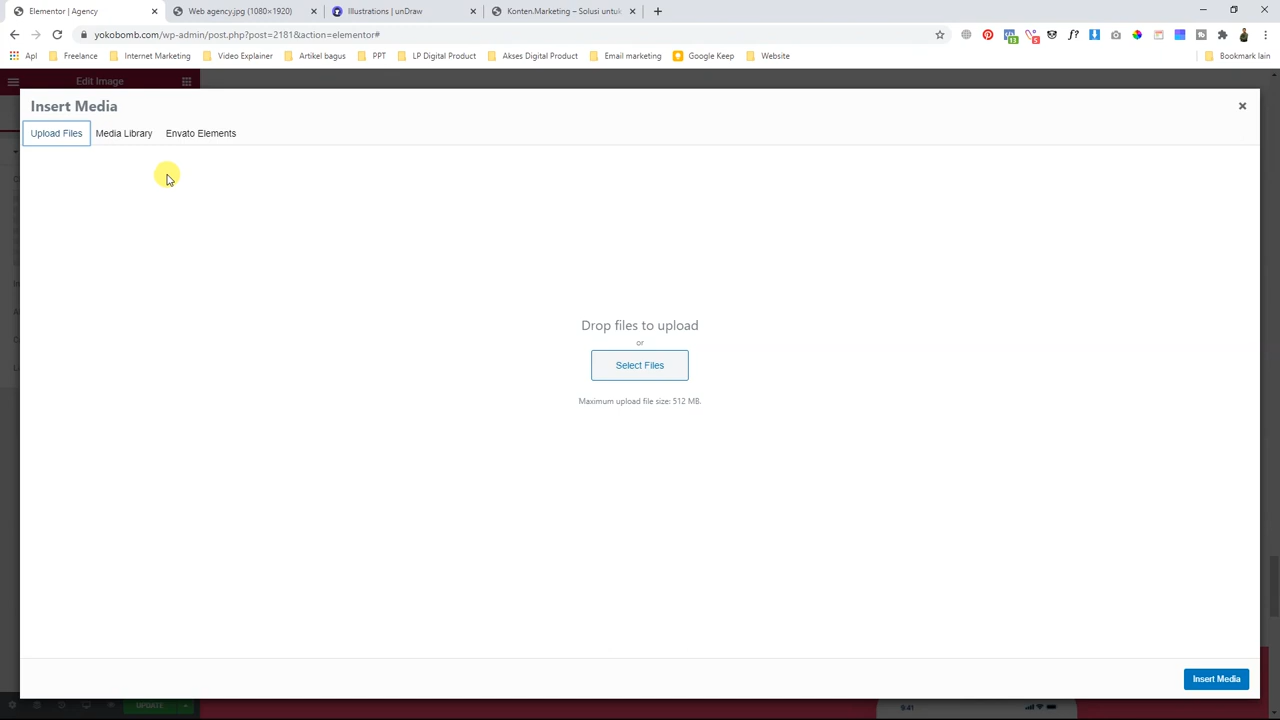 Elementor | Agency
Web agency.jpg (1080×1920)
Illustrations | unDraw
Konten.Marketing – Solusi untuk
yokobomb.com/wp-admin/post.php?post=2181&action=elementor#
Apl
Freelance
Internet Marketing
Video Explainer
Artikel bagus
PPT
LP Digital Product
Akses Digital Product
Email marketing
Google Keep
Website
Bookmark lain
Edit Image
Insert Media
Upload Files
Media Library
Envato Elements
Drop files to upload
or
Select Files
Maximum upload file size: 512 MB.
Insert Media
UPDATE
9:41